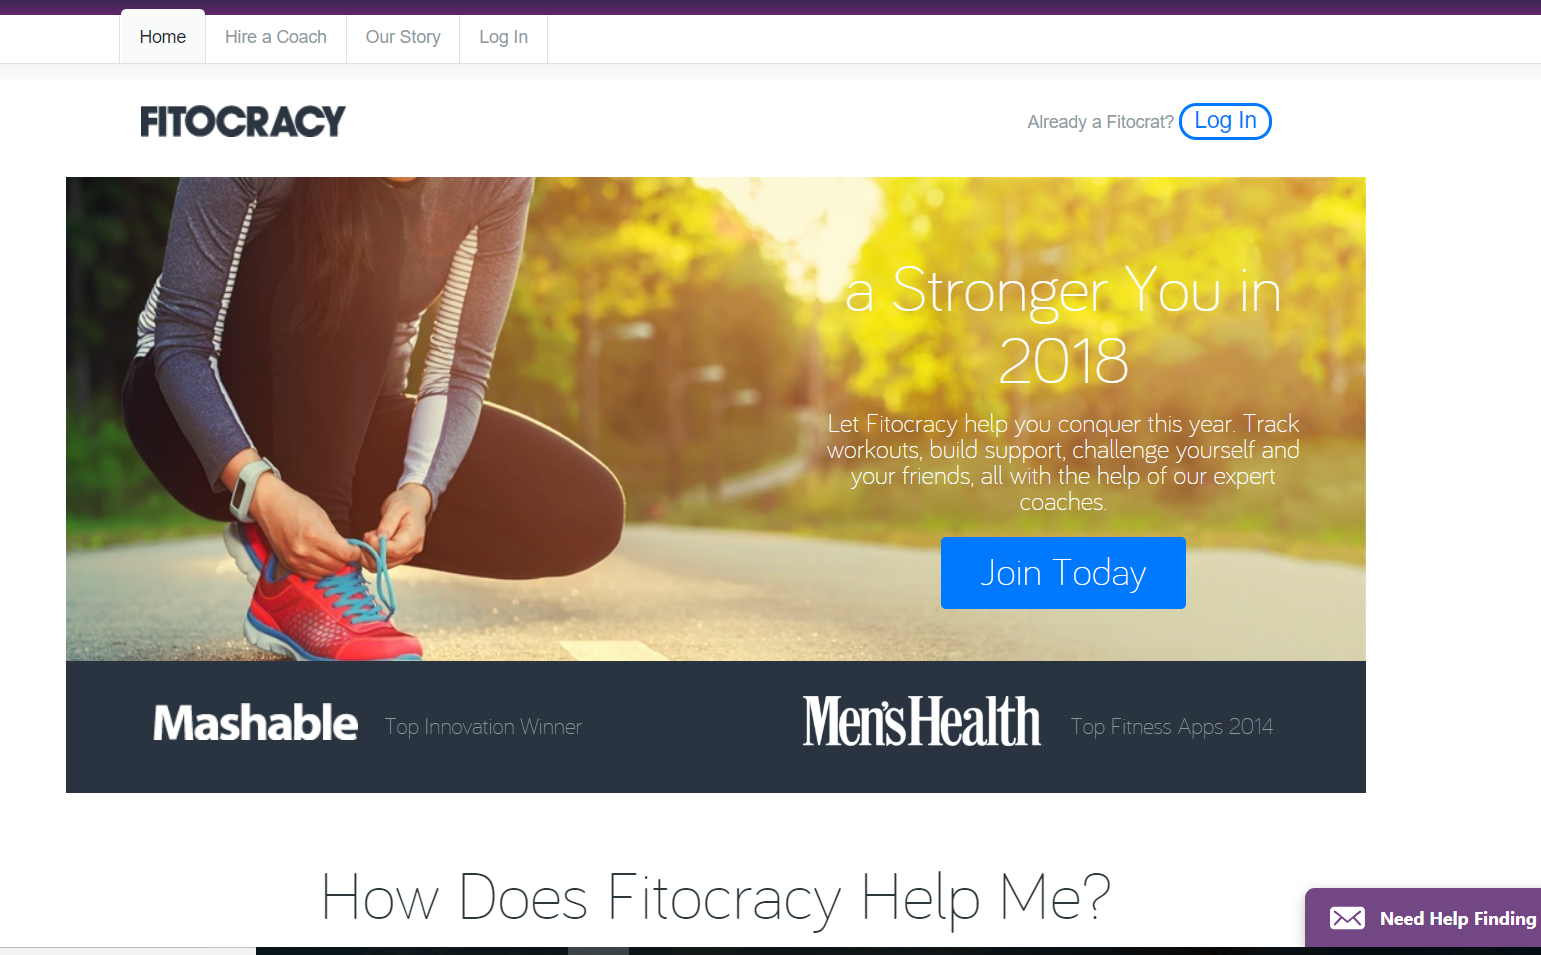 Home Hire a Coach Our Story Log In
FITOCRACY
Already a Fitocrat? Log In
a Stronger You in
2018
Let Fitocracy help you conquer this year. Track
workouts, build support, challenge yourself and
your friends, all with the help of our expert
coaches.
Join Today
Mashable Top Innovation Winner
Men'sHealth Top Fitness Apps 2014
How Does Fitocracy Help Me?
Need Help Finding